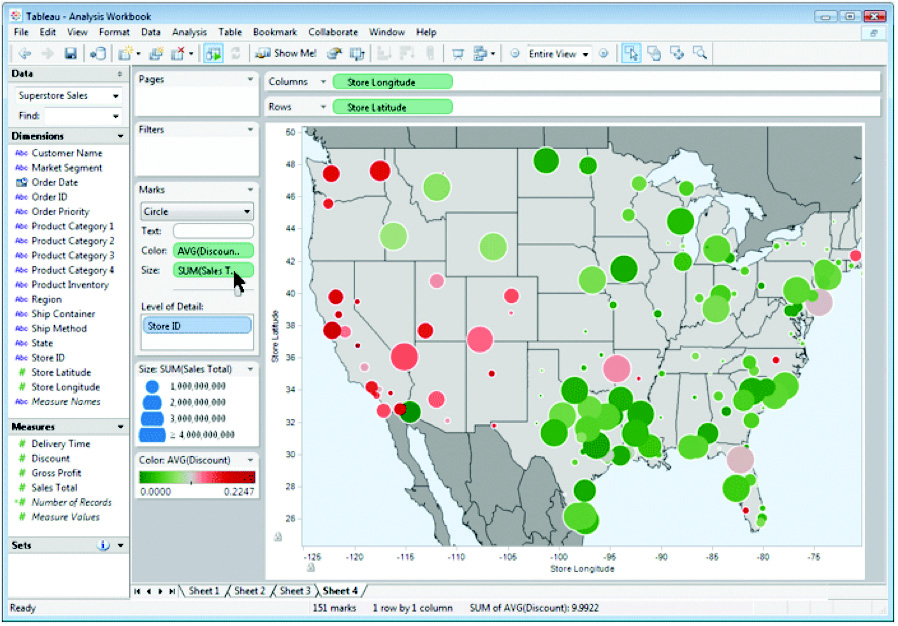 Tableau - Analysis Workbook
File Edit View Format Data Analysis Table Bookmark Collaborate Window Help
Show Me! Entire View
Data
Superstore Sales
Find:
Dimensions
Abc Customer Name
Abc Market Segment
Order Date
Abc Order ID
Abc Order Priority
Abc Product Category 1
Abc Product Category 2
Abc Product Category 3
Abc Product Category 4
Abc Product Inventory
Abc Region
Abc Ship Container
Abc Ship Method
Abc State
Abc Store ID
# Store Latitude
# Store Longitude
Abc Measure Names
Measures
# Delivery Time
# Discount
# Gross Profit
# Sales Total
# Number of Records
# Measure Values
Sets
Pages
Filters
Marks
Circle
Text:
Color: AVG(Discoun..
Size: SUM(Sales T..
Level of Detail:
Store ID
Size: SUM(Sales Total)
1,000,000,000
2,000,000,000
3,000,000,000
≥ 4,000,000,000
Color: AVG(Discount)
0.0000 0.2247
Columns Store Longitude
Rows Store Latitude
50
48
46
44
42
40
38
36
34
32
30
28
26
Store Latitude
-125 -120 -115 -110 -105 -100 -95 -90 -85 -80 -75
Store Longitude
Sheet 1 Sheet 2 Sheet 3 Sheet 4
Ready 151 marks 1 row by 1 column SUM of AVG(Discount): 9.9922